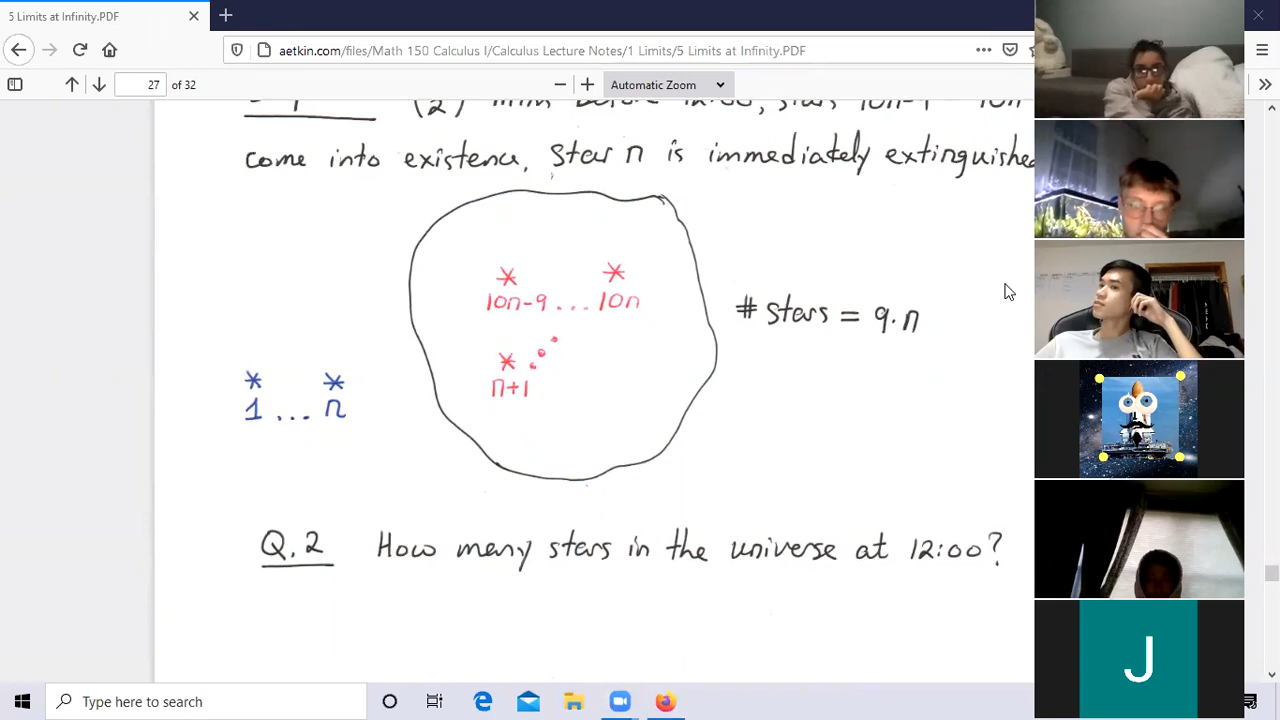 5 Limits at Infinity.PDF
aetkin.com/files/Math 150 Calculus I/Calculus Lecture Notes/1 Limits/5 Limits at Infinity.PDF
27 of 32
Automatic Zoom
come into existence, Star n is immediately extinguished
* *
10n-9 ... 10n
# stars = 9·n
*
n+1
* *
1 ... n
Q.2 How many stars in the universe at 12:00?
J
Type here to search